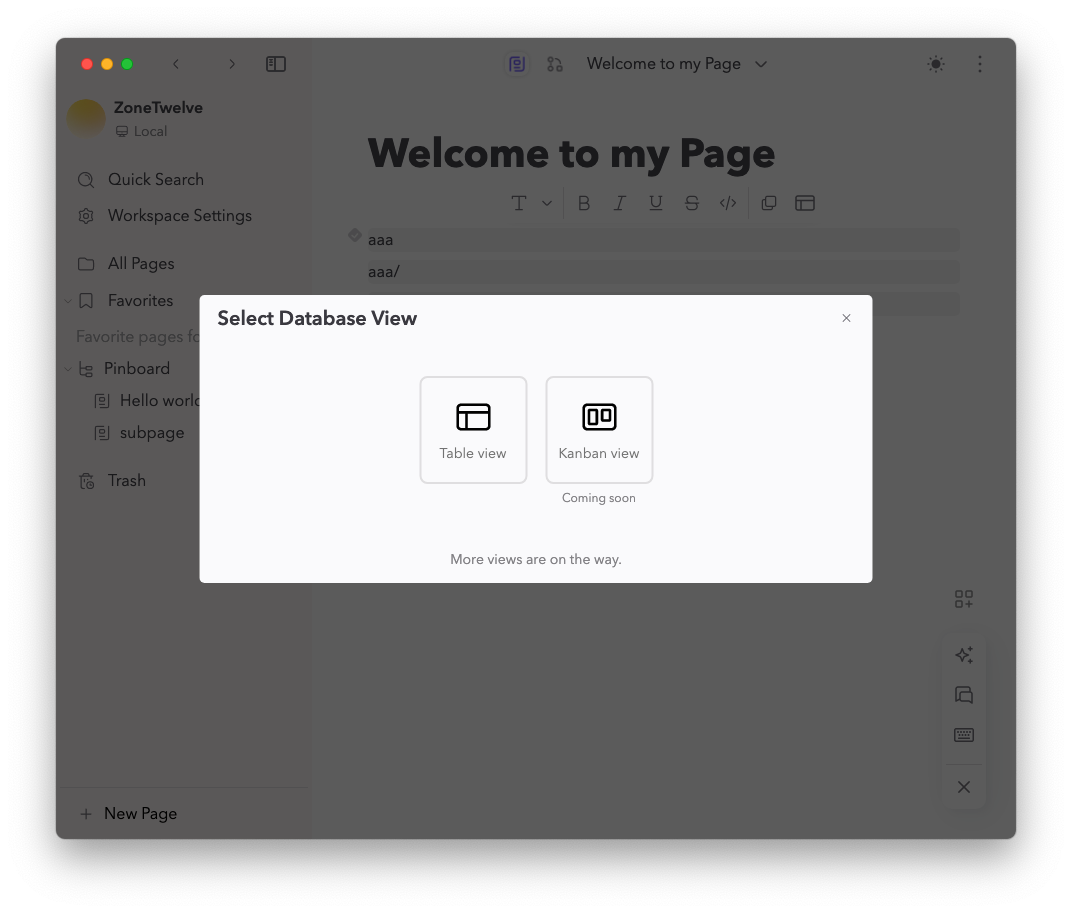 Welcome to my Page
ZoneTwelve
Local
Quick Search
Workspace Settings
All Pages
Favorites
Favorite pages fo
Pinboard
Hello world
subpage
Trash
New Page
Welcome to my Page
T
B I U S </>
aaa
aaa/
Select Database View
Table view
Kanban view
Coming soon
More views are on the way.